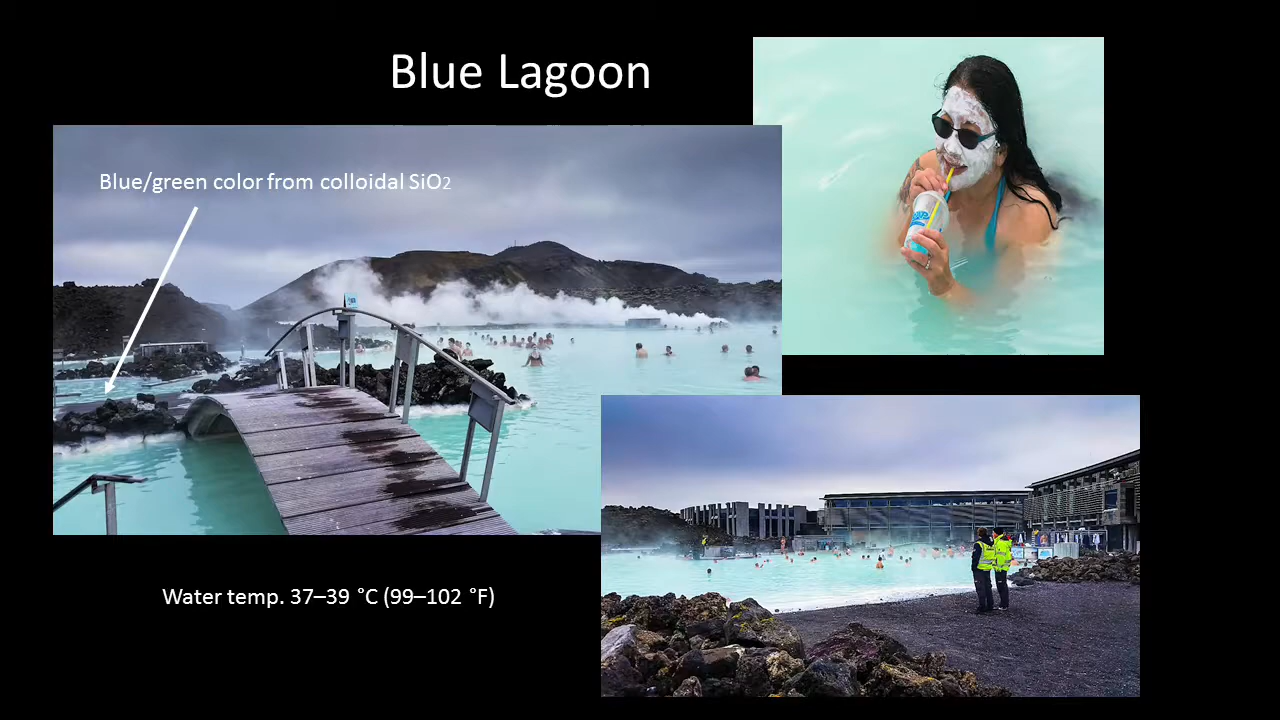 Blue Lagoon
Blue/green color from colloidal SiO2
Water temp. 37–39 °C (99–102 °F)